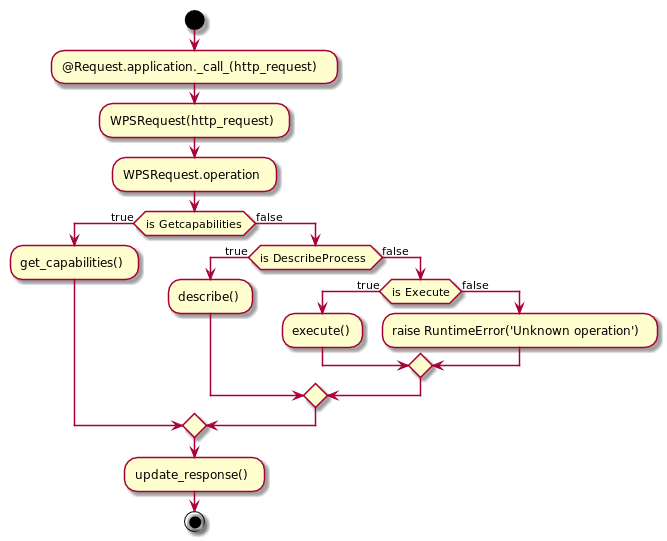 @Request.application._call_(http_request)
WPSRequest(http_request)
WPSRequest.operation
true
is Getcapabilities
false
get_capabilities()
true
is DescribeProcess
false
describe()
true
is Execute
false
execute()
raise RuntimeError('Unknown operation')
update_response()